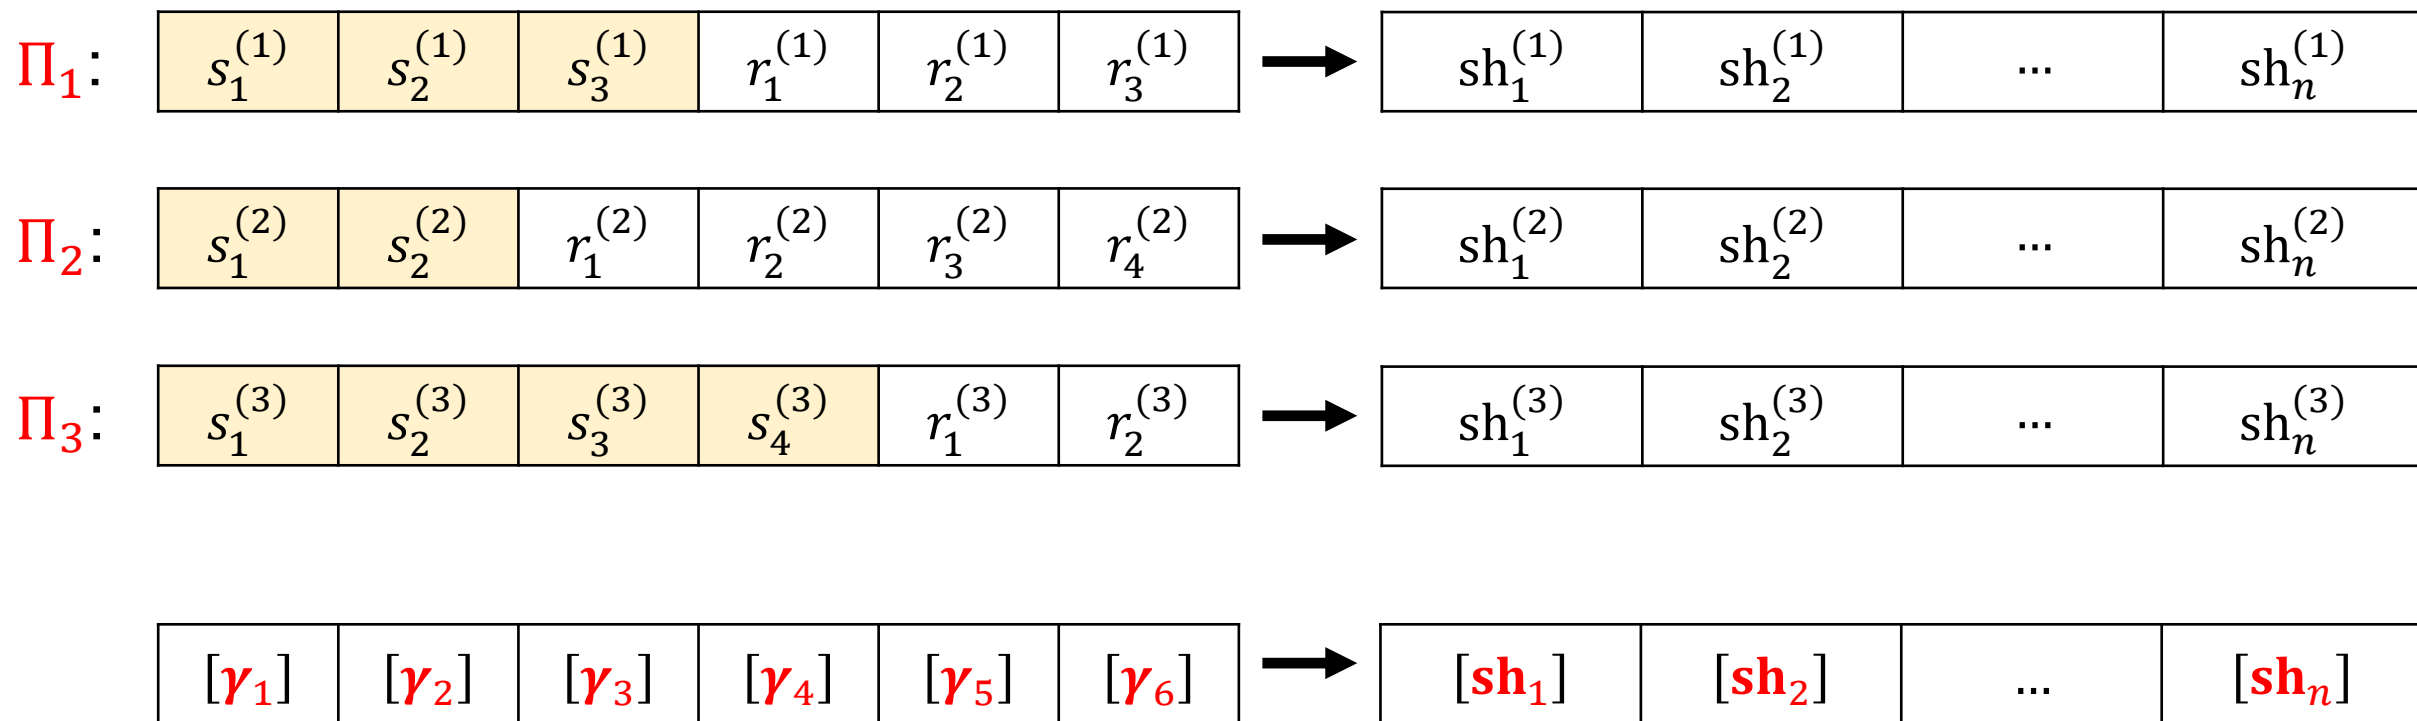 Π₁: s₁⁽¹⁾ s₂⁽¹⁾ s₃⁽¹⁾ r₁⁽¹⁾ r₂⁽¹⁾ r₃⁽¹⁾ → sh₁⁽¹⁾ sh₂⁽¹⁾ ... shₙ⁽¹⁾
Π₂: s₁⁽²⁾ s₂⁽²⁾ r₁⁽²⁾ r₂⁽²⁾ r₃⁽²⁾ r₄⁽²⁾ → sh₁⁽²⁾ sh₂⁽²⁾ ... shₙ⁽²⁾
Π₃: s₁⁽³⁾ s₂⁽³⁾ s₃⁽³⁾ s₄⁽³⁾ r₁⁽³⁾ r₂⁽³⁾ → sh₁⁽³⁾ sh₂⁽³⁾ ... shₙ⁽³⁾
[γ₁] [γ₂] [γ₃] [γ₄] [γ₅] [γ₆] → [sh₁] [sh₂] ... [shₙ]